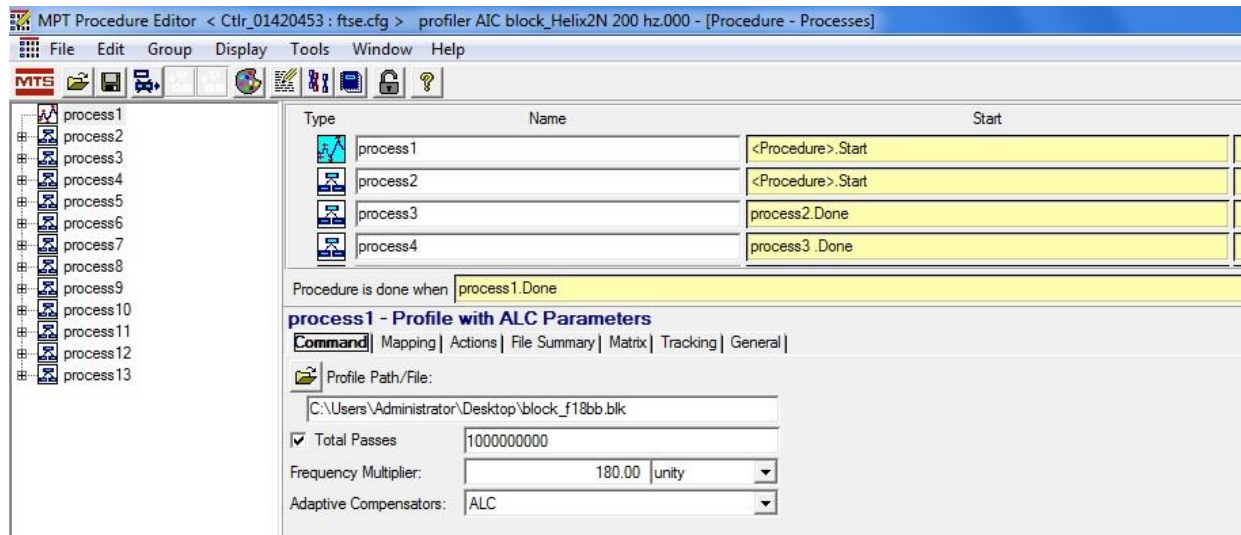 MPT Procedure Editor < Ctlr_01420453 : ftse.cfg > profiler AIC block_Helix2N 200 hz.000 - [Procedure - Processes]
File Edit Group Display Tools Window Help
MTS
process1
process2
process3
process4
process5
process6
process7
process8
process9
process10
process11
process12
process13
Type Name Start
process1 <Procedure>.Start
process2 <Procedure>.Start
process3 process2.Done
process4 process3 .Done
Procedure is done when process1.Done
process1 - Profile with ALC Parameters
Command Mapping Actions File Summary Matrix Tracking General
Profile Path/File:
C:\Users\Administrator\Desktop\block_f18bb.blk
Total Passes 1000000000
Frequency Multiplier: 180.00 unity
Adaptive Compensators: ALC